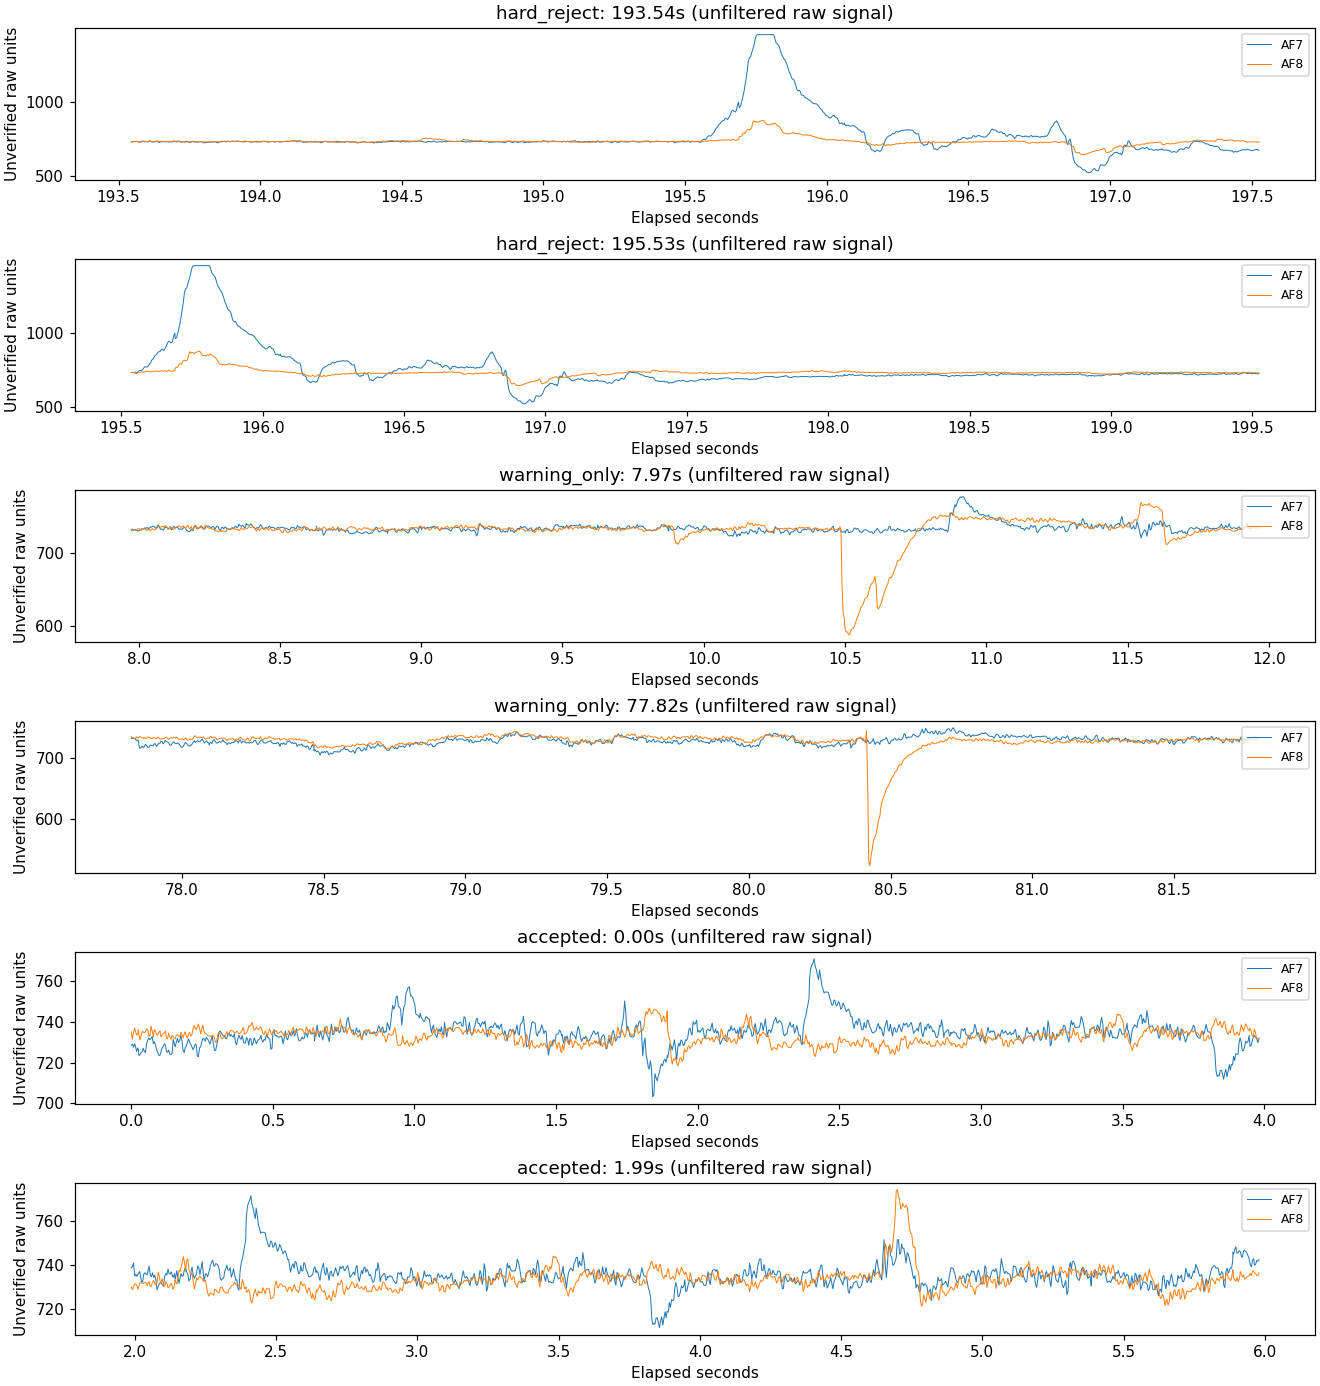 hard_reject: 193.54s (unfiltered raw signal)
Unverified raw units
1000
500
AF7
AF8
193.5 194.0 194.5 195.0 195.5 196.0 196.5 197.0 197.5
Elapsed seconds
hard_reject: 195.53s (unfiltered raw signal)
Unverified raw units
1000
500
AF7
AF8
195.5 196.0 196.5 197.0 197.5 198.0 198.5 199.0 199.5
Elapsed seconds
warning_only: 7.97s (unfiltered raw signal)
Unverified raw units
700
600
AF7
AF8
8.0 8.5 9.0 9.5 10.0 10.5 11.0 11.5 12.0
Elapsed seconds
warning_only: 77.82s (unfiltered raw signal)
Unverified raw units
700
600
AF7
AF8
78.0 78.5 79.0 79.5 80.0 80.5 81.0 81.5
Elapsed seconds
accepted: 0.00s (unfiltered raw signal)
Unverified raw units
760
740
720
700
AF7
AF8
0.0 0.5 1.0 1.5 2.0 2.5 3.0 3.5 4.0
Elapsed seconds
accepted: 1.99s (unfiltered raw signal)
Unverified raw units
760
740
720
AF7
AF8
2.0 2.5 3.0 3.5 4.0 4.5 5.0 5.5 6.0
Elapsed seconds